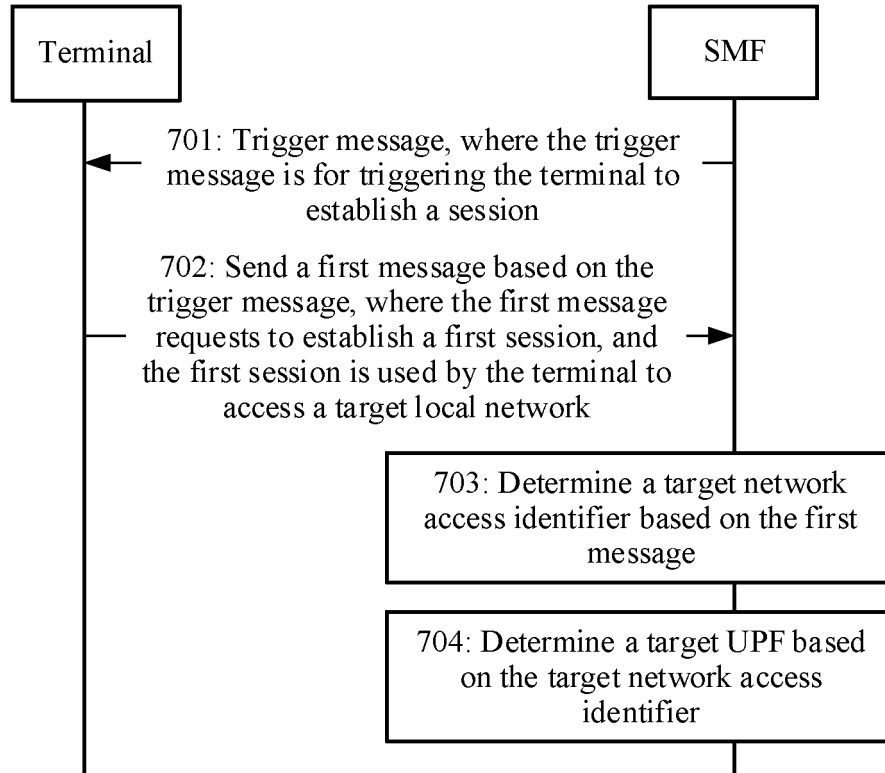 Terminal
SMF
701: Trigger message, where the trigger
message is for triggering the terminal to
establish a session
702: Send a first message based on the
trigger message, where the first message
requests to establish a first session, and
the first session is used by the terminal to
access a target local network
703: Determine a target network
access identifier based on the first
message
704: Determine a target UPF based
on the target network access
identifier